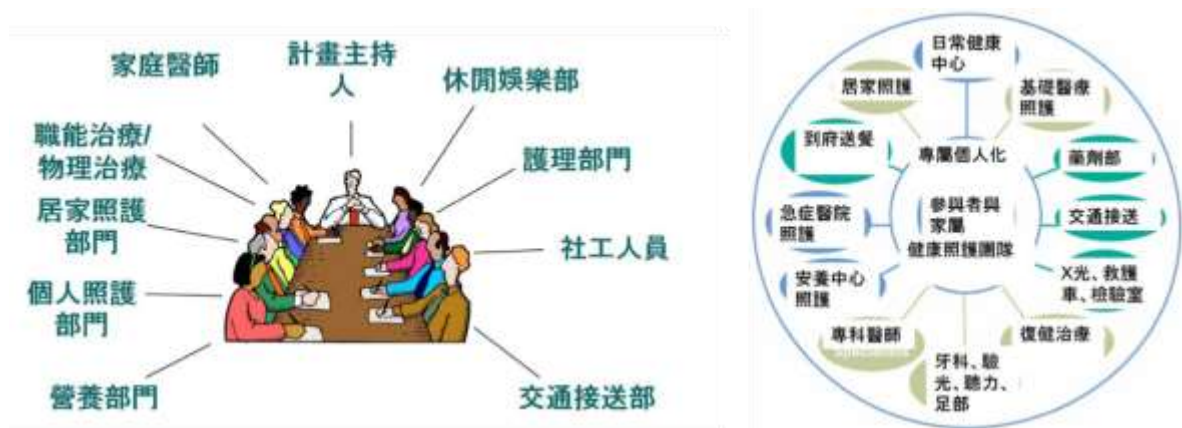 家庭醫師
計畫主持
人
休閒娛樂部
職能治療/
物理治療
護理部門
居家照護
部門
社工人員
個人照護
部門
營養部門
交通接送部
日常健康
中心
居家照護
基礎醫療
照護
到府送餐
專屬個人化
藥劑部
參與者與
家屬
急症醫院
照護
交通接送
健康照護團隊
安養中心
照護
X光、救護
車、檢驗室
專科醫師
復健治療
牙科、驗
光、聽力、
足部